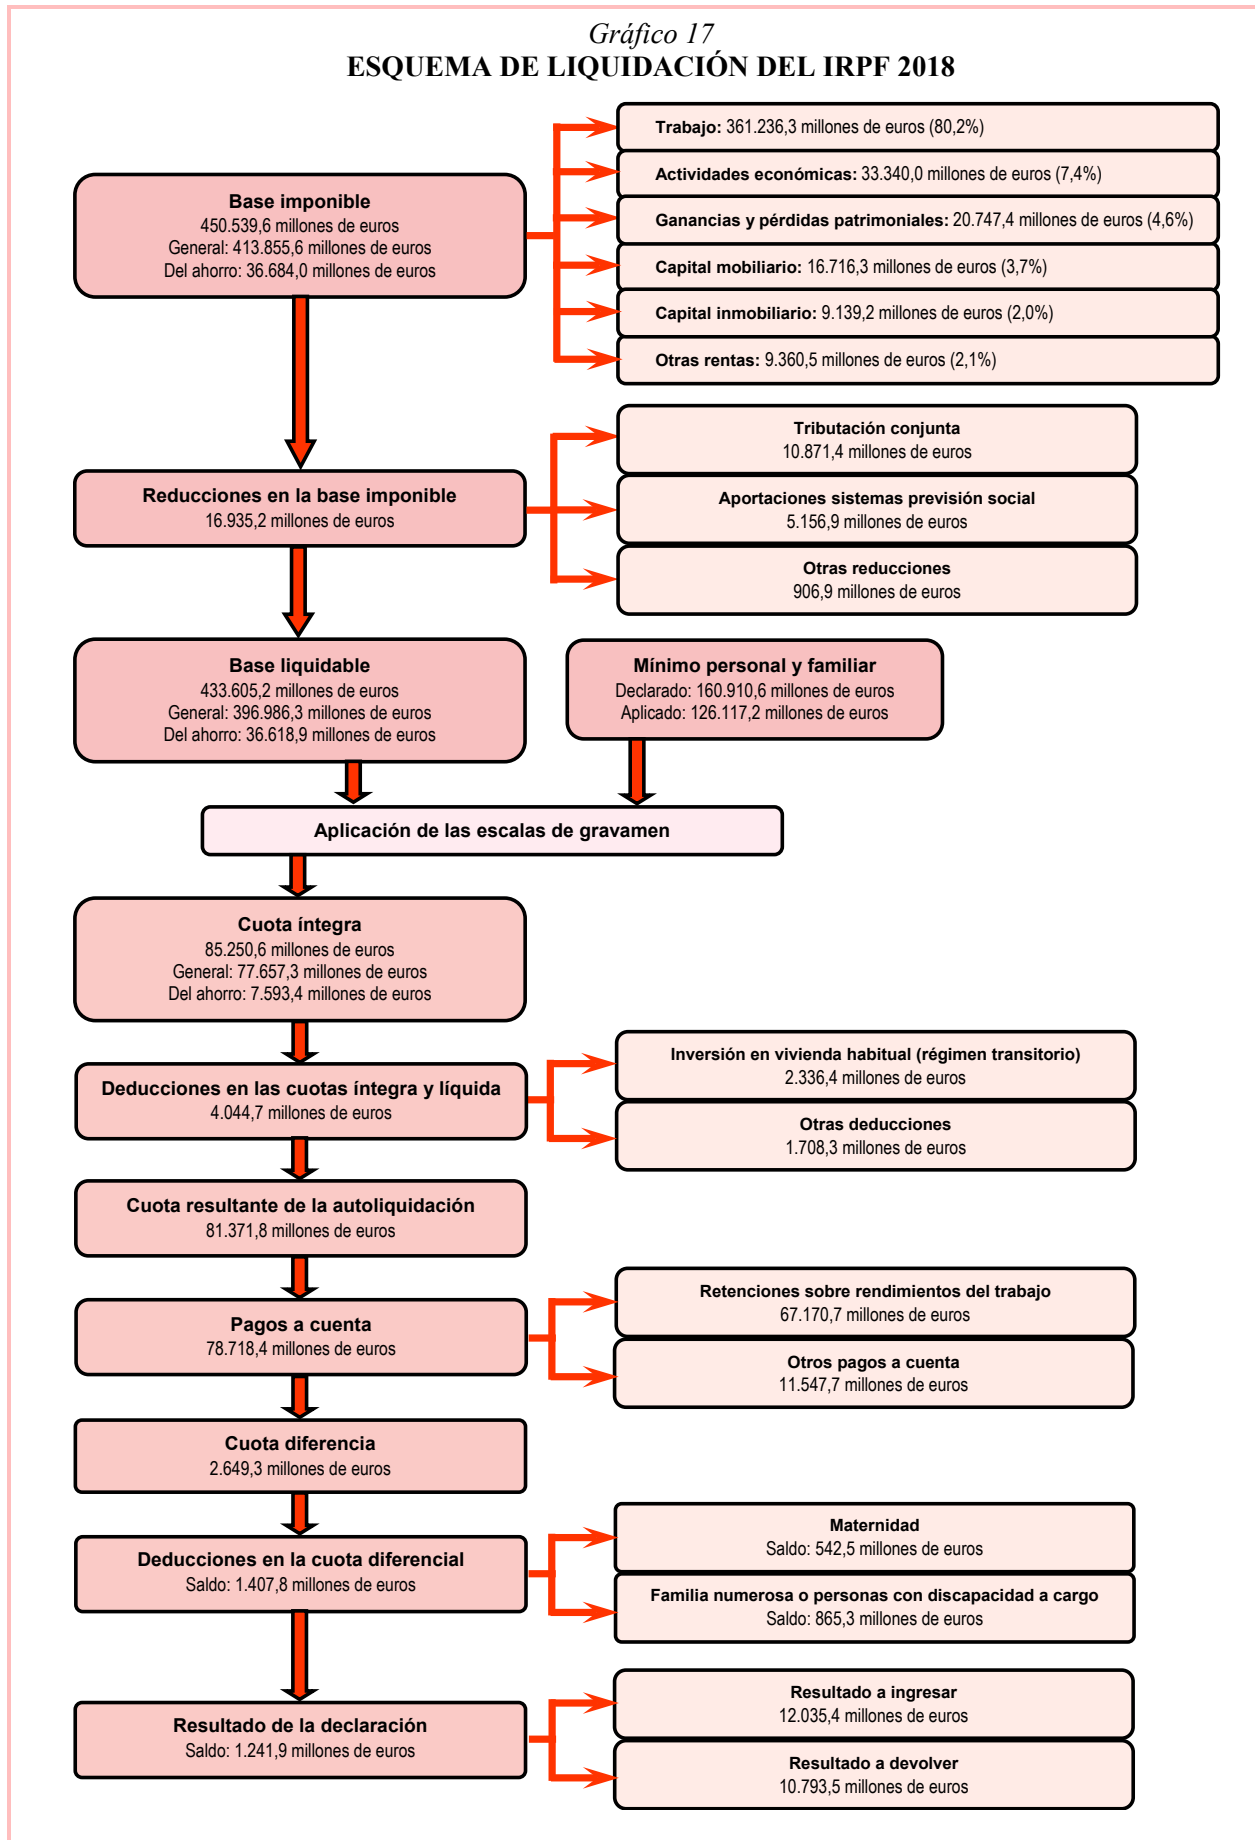 Gráfico 17
ESQUEMA DE LIQUIDACIÓN DEL IRPF 2018
Base imponible
450.539,6 millones de euros
General: 413.855,6 millones de euros
Del ahorro: 36.684,0 millones de euros
Trabajo: 361.236,3 millones de euros (80,2%)
Actividades económicas: 33.340,0 millones de euros (7,4%)
Ganancias y pérdidas patrimoniales: 20.747,4 millones de euros (4,6%)
Capital mobiliario: 16.716,3 millones de euros (3,7%)
Capital inmobiliario: 9.139,2 millones de euros (2,0%)
Otras rentas: 9.360,5 millones de euros (2,1%)
Reducciones en la base imponible
16.935,2 millones de euros
Tributación conjunta
10.871,4 millones de euros
Aportaciones sistemas previsión social
5.156,9 millones de euros
Otras reducciones
906,9 millones de euros
Base liquidable
433.605,2 millones de euros
General: 396.986,3 millones de euros
Del ahorro: 36.618,9 millones de euros
Mínimo personal y familiar
Declarado: 160.910,6 millones de euros
Aplicado: 126.117,2 millones de euros
Aplicación de las escalas de gravamen
Cuota íntegra
85.250,6 millones de euros
General: 77.657,3 millones de euros
Del ahorro: 7.593,4 millones de euros
Deducciones en las cuotas íntegra y líquida
4.044,7 millones de euros
Inversión en vivienda habitual (régimen transitorio)
2.336,4 millones de euros
Otras deducciones
1.708,3 millones de euros
Cuota resultante de la autoliquidación
81.371,8 millones de euros
Pagos a cuenta
78.718,4 millones de euros
Retenciones sobre rendimientos del trabajo
67.170,7 millones de euros
Otros pagos a cuenta
11.547,7 millones de euros
Cuota diferencia
2.649,3 millones de euros
Deducciones en la cuota diferencial
Saldo: 1.407,8 millones de euros
Maternidad
Saldo: 542,5 millones de euros
Familia numerosa o personas con discapacidad a cargo
Saldo: 865,3 millones de euros
Resultado de la declaración
Saldo: 1.241,9 millones de euros
Resultado a ingresar
12.035,4 millones de euros
Resultado a devolver
10.793,5 millones de euros